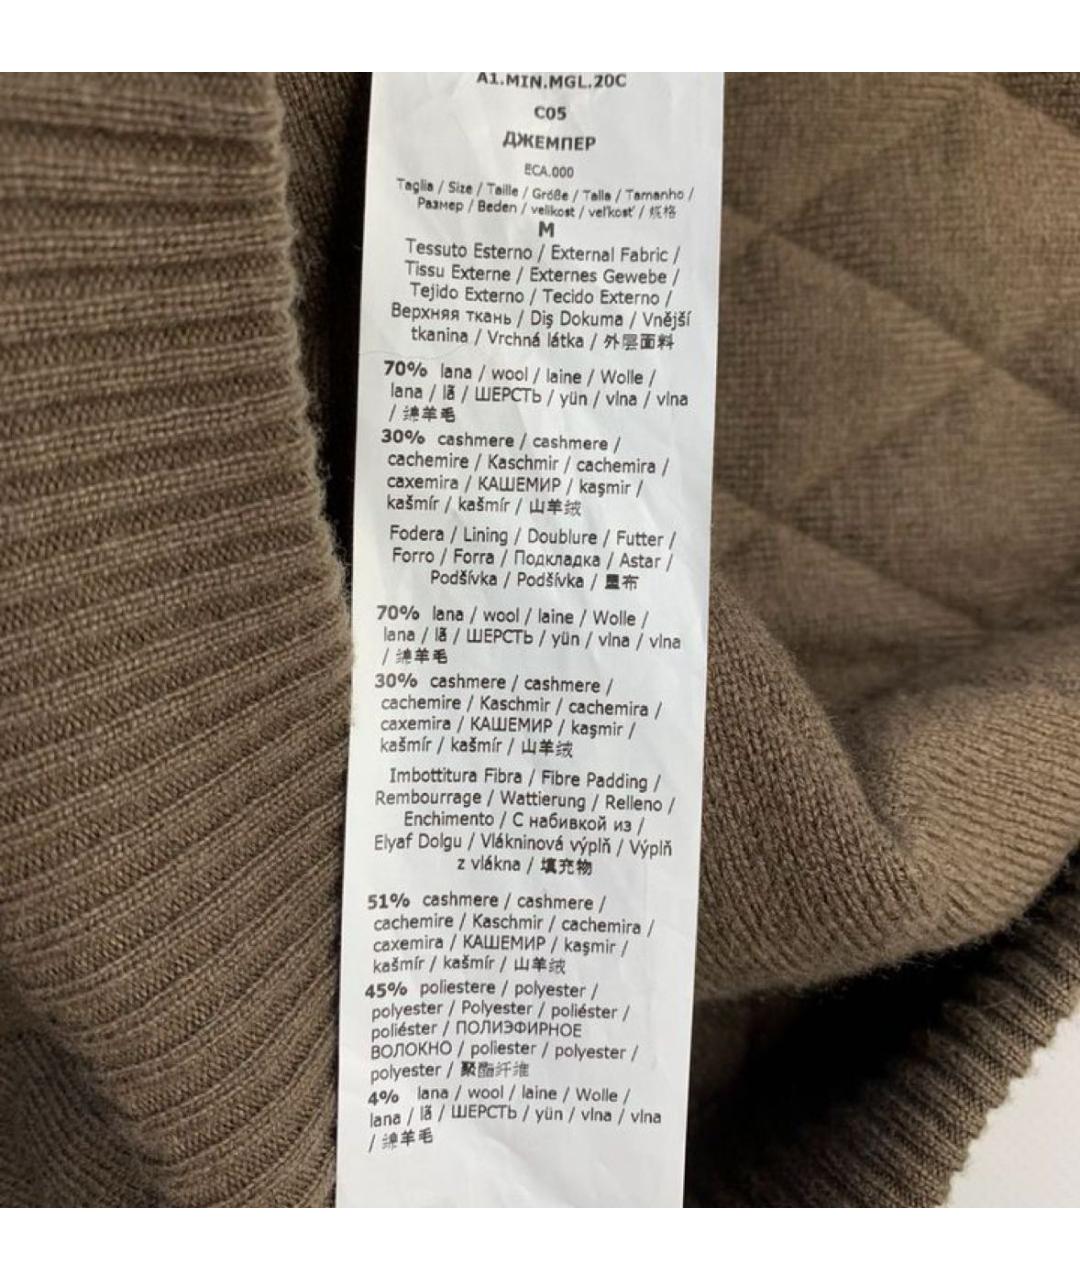 A1.MIN.MGL.20C
C05
ДЖЕМПЕР
ECA.000
Taglia / Size / Taille / Größe / Talla / Tamanho /
Размер / Beden / velikost / veľkosť / 规格
M
Tessuto Esterno / External Fabric /
Tissu Externe / Externes Gewebe /
Tejido Externo / Tecido Externo /
Верхняя ткань / Diş Dokuma / Vnější
tkanina / Vrchná látka / 外层面料
70% lana / wool / laine / Wolle /
lana / lã / ШЕРСТЬ / yün / vlna / vlna
/ 绵羊毛
30% cashmere / cashmere /
cachemire / Kaschmir / cachemira /
caxemira / КАШЕМИР / kaşmir /
kašmír / kašmír / 山羊绒
Fodera / Lining / Doublure / Futter /
Forro / Forra / Подкладка / Astar /
Podšívka / Podšívka / 里布
70% lana / wool / laine / Wolle /
lana / lã / ШЕРСТЬ / yün / vlna / vlna
/ 绵羊毛
30% cashmere / cashmere /
cachemire / Kaschmir / cachemira /
caxemira / КАШЕМИР / kaşmir /
kašmír / kašmír / 山羊绒
Imbottitura Fibra / Fibre Padding /
Rembourrage / Wattierung / Relleno /
Enchimento / С набивкой из /
Elyaf Dolgu / Vlákninová výplň / Výplň
z vlákna / 填充物
51% cashmere / cashmere /
cachemire / Kaschmir / cachemira /
caxemira / КАШЕМИР / kaşmir /
kašmír / kašmír / 山羊绒
45% poliestere / polyester /
polyester / Polyester / poliéster /
poliéster / ПОЛИЭФИРНОЕ
ВОЛОКНО / poliester / polyester /
polyester / 聚酯纤维
4% lana / wool / laine / Wolle /
lana / lã / ШЕРСТЬ / yün / vlna / vlna
/ 绵羊毛